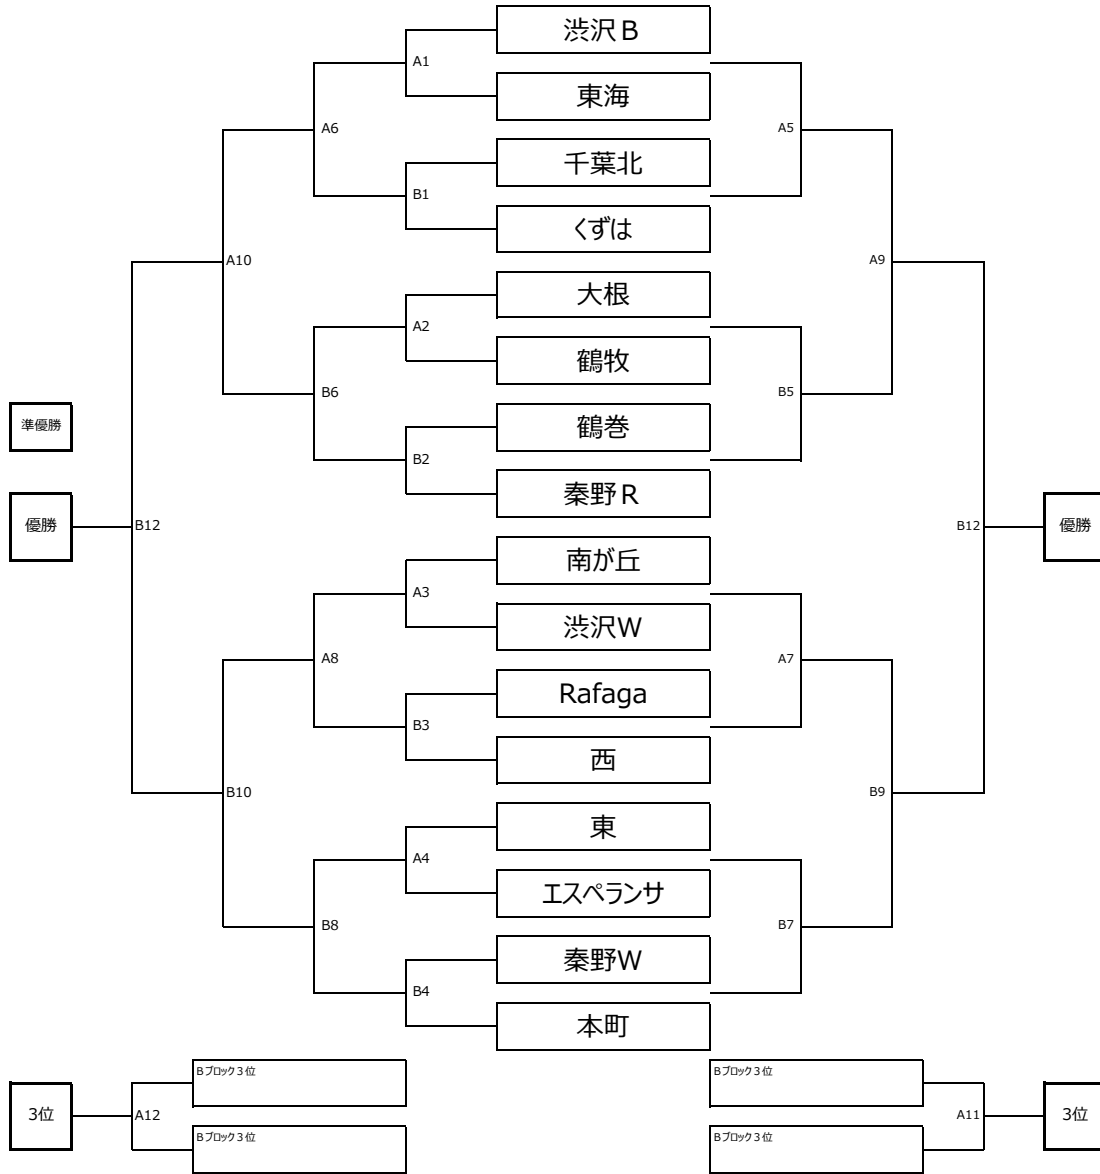 渋沢B
A1
東海
A6
A5
千葉北
B1
くずは
A10
A9
大根
A2
鶴牧
B6
B5
準優勝
鶴巻
B2
秦野R
優勝
B12
B12
優勝
南が丘
A3
渋沢W
A8
A7
Rafaga
B3
西
B10
B9
東
A4
エスペランサ
B8
B7
秦野W
B4
本町
Bブロック3位
Bブロック3位
3位
A12
A11
3位
Bブロック3位
Bブロック3位